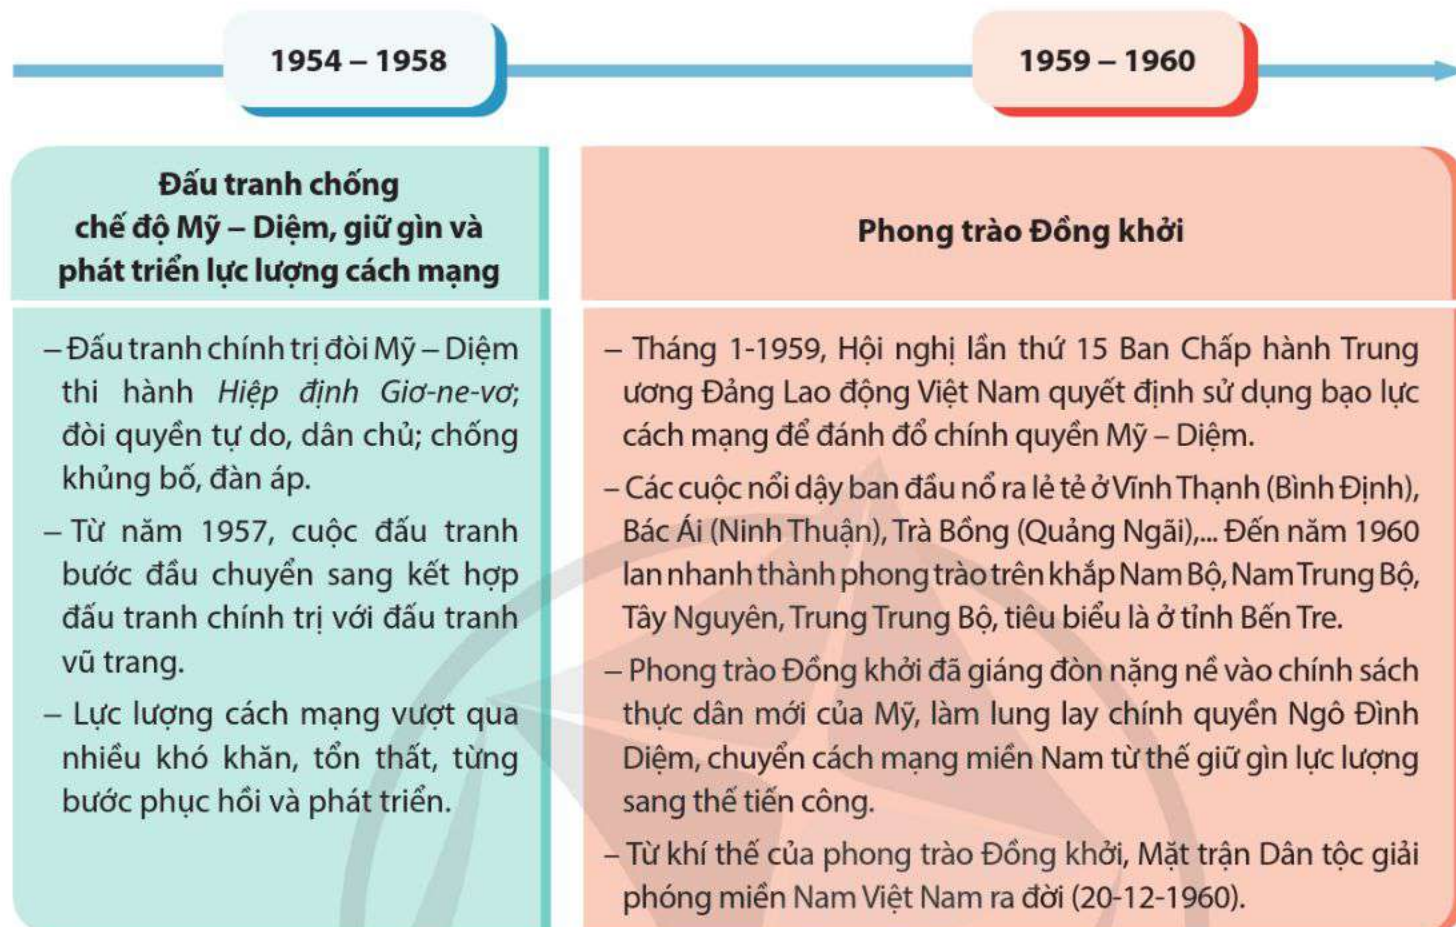 1954 – 1958
1959 – 1960
Đấu tranh chống
chế độ Mỹ – Diệm, giữ gìn và
phát triển lực lượng cách mạng
– Đấu tranh chính trị đòi Mỹ – Diệm
thi hành Hiệp định Giơ-ne-vơ;
đòi quyền tự do, dân chủ; chống
khủng bố, đàn áp.
– Từ năm 1957, cuộc đấu tranh
bước đầu chuyển sang kết hợp
đấu tranh chính trị với đấu tranh
vũ trang.
– Lực lượng cách mạng vượt qua
nhiều khó khăn, tổn thất, từng
bước phục hồi và phát triển.
Phong trào Đồng khởi
– Tháng 1-1959, Hội nghị lần thứ 15 Ban Chấp hành Trung
ương Đảng Lao động Việt Nam quyết định sử dụng bạo lực
cách mạng để đánh đổ chính quyền Mỹ – Diệm.
– Các cuộc nổi dậy ban đầu nổ ra lẻ tẻ ở Vĩnh Thạnh (Bình Định),
Bác Ái (Ninh Thuận), Trà Bồng (Quảng Ngãi),... Đến năm 1960
lan nhanh thành phong trào trên khắp Nam Bộ, Nam Trung Bộ,
Tây Nguyên, Trung Trung Bộ, tiêu biểu là ở tỉnh Bến Tre.
– Phong trào Đồng khởi đã giáng đòn nặng nề vào chính sách
thực dân mới của Mỹ, làm lung lay chính quyền Ngô Đình
Diệm, chuyển cách mạng miền Nam từ thế giữ gìn lực lượng
sang thế tiến công.
– Từ khí thế của phong trào Đồng khởi, Mặt trận Dân tộc giải
phóng miền Nam Việt Nam ra đời (20-12-1960).